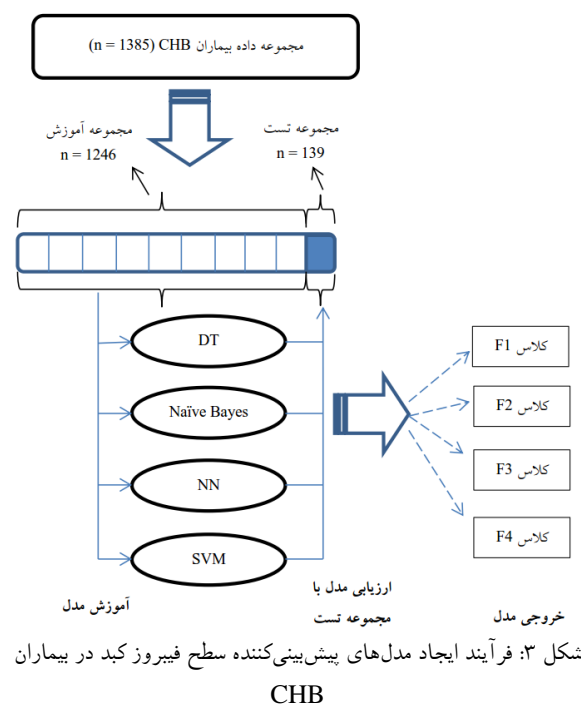 مجموعه داده بیماران CHB (n = 1385)
مجموعه آموزش
n = 1246
مجموعه تست
n = 139
DT
Naïve Bayes
NN
SVM
کلاس F1
کلاس F2
کلاس F3
کلاس F4
آموزش مدل
ارزیابی مدل با
مجموعه تست
خروجی مدل
شکل ۳: فرآیند ایجاد مدل‌های پیش‌بینی‌کننده سطح فیبروز کبد در بیماران
CHB